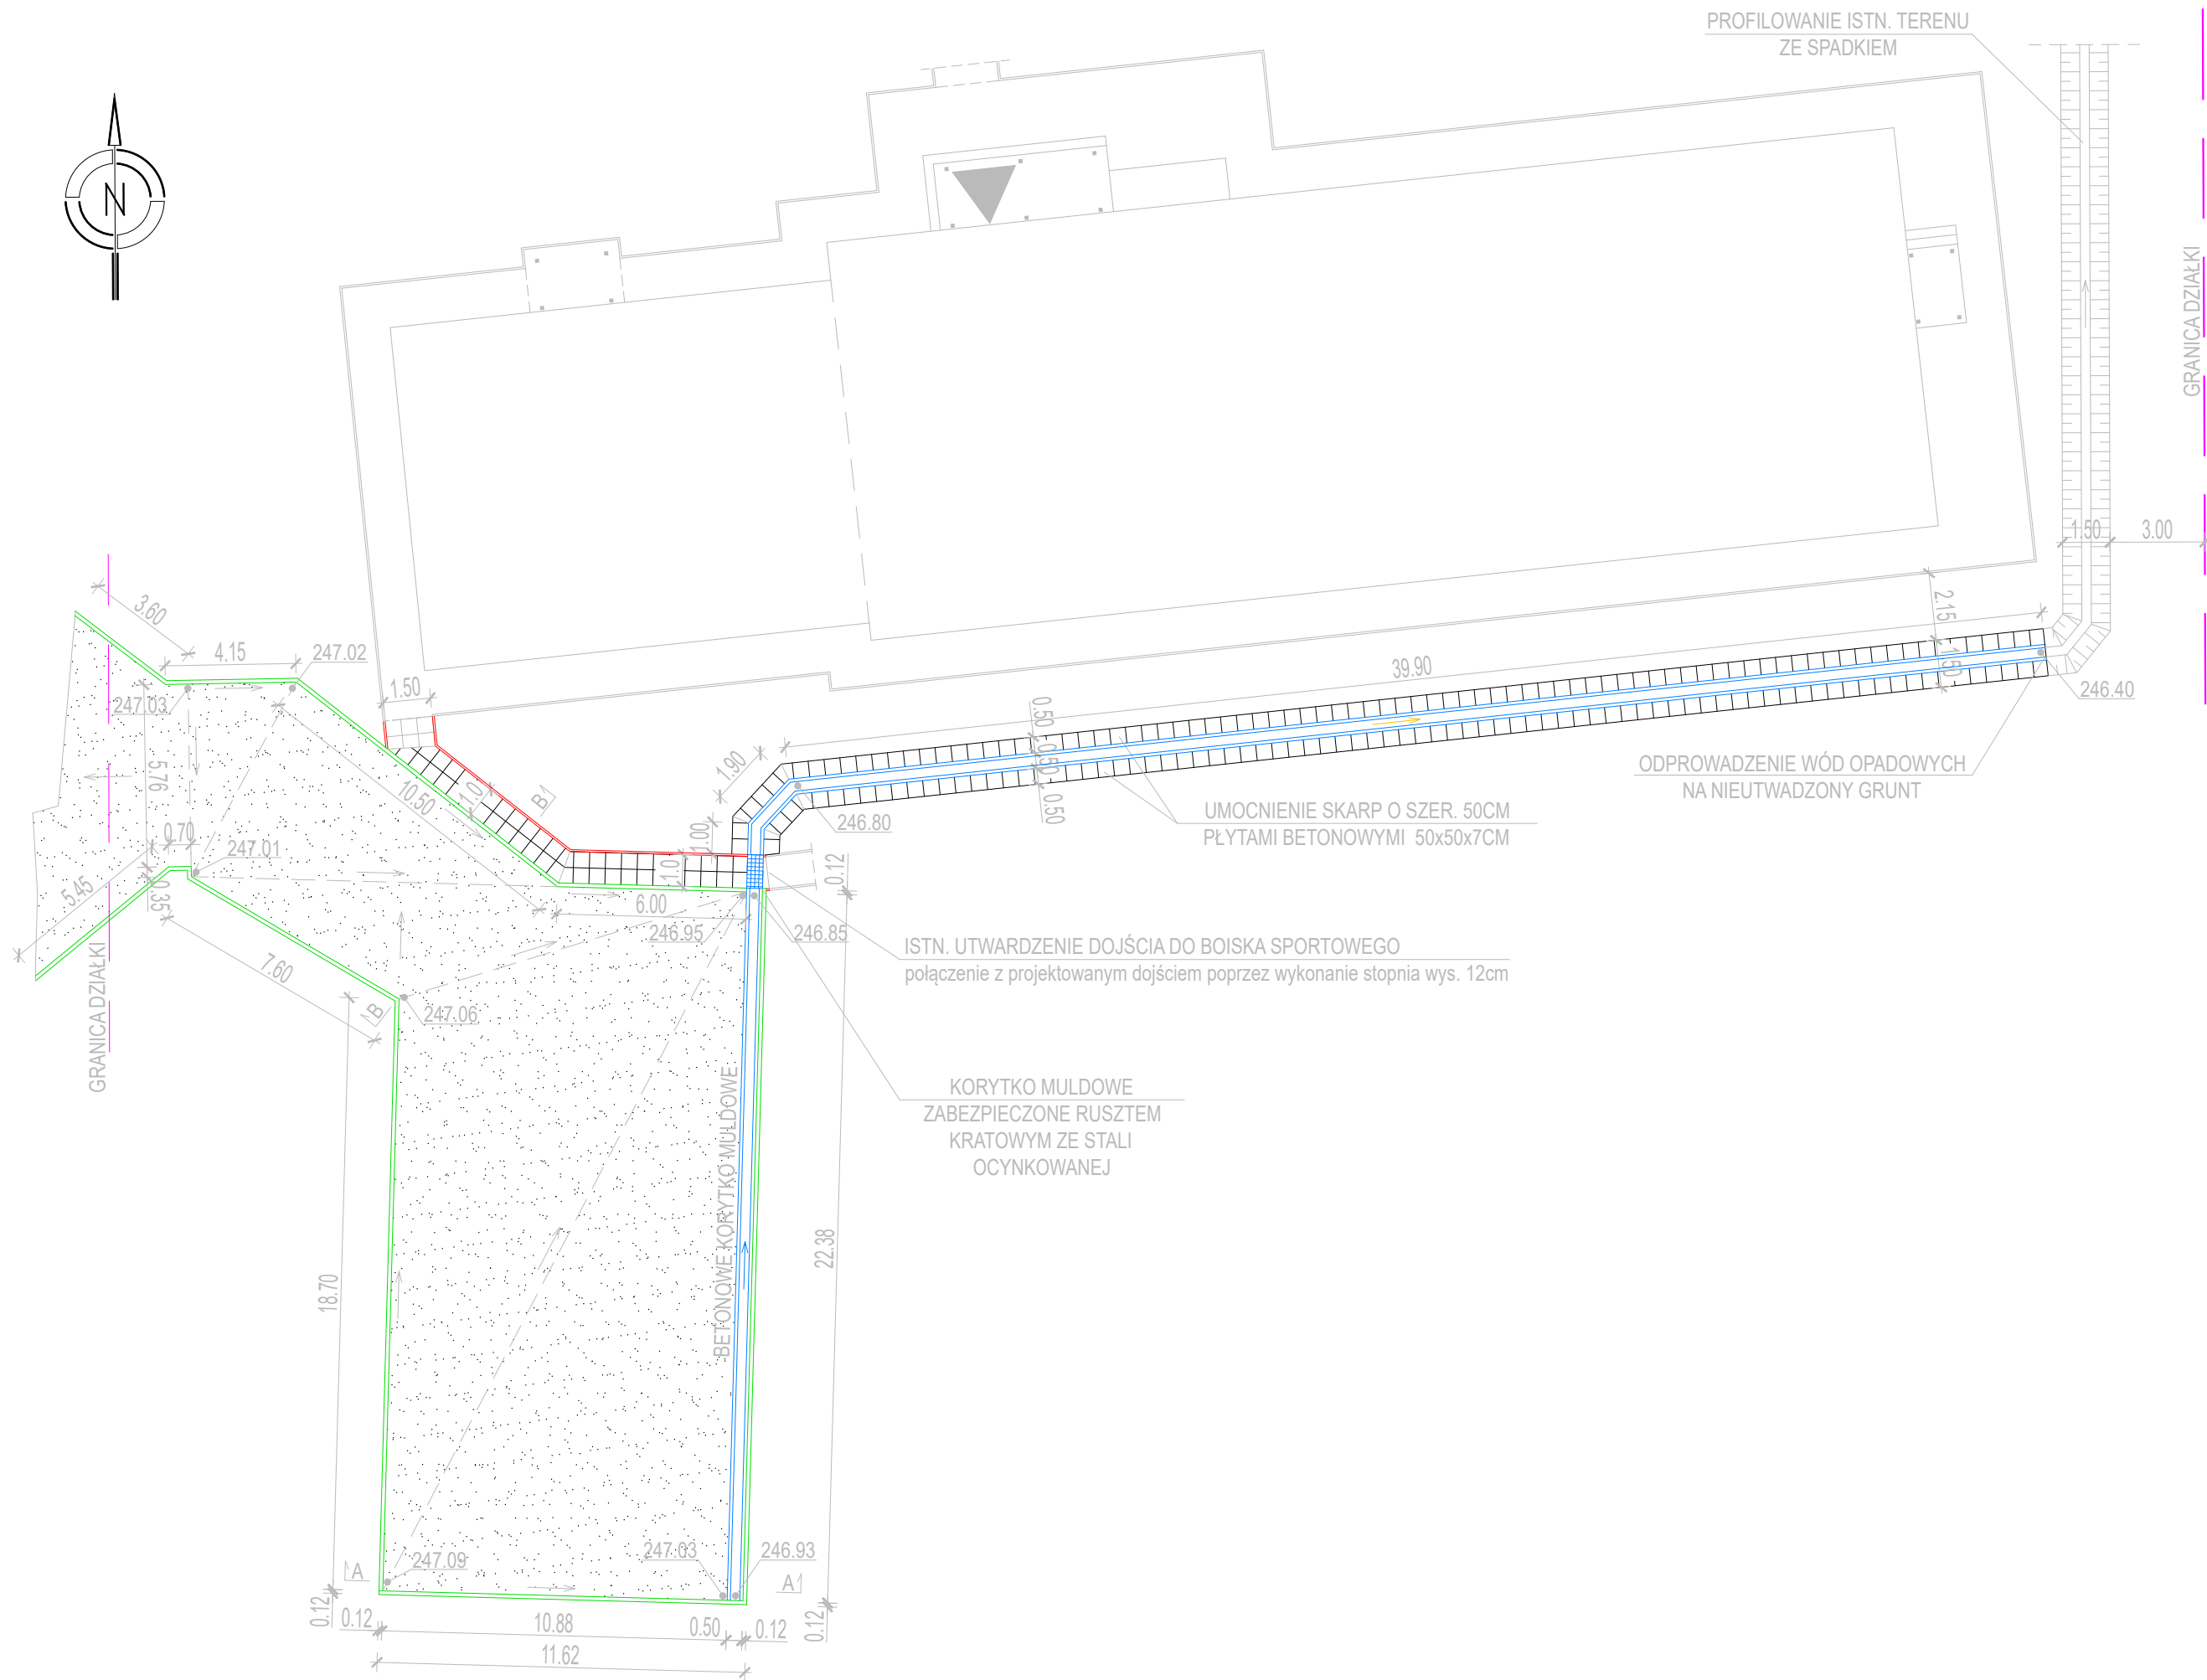 PROFILOWANIE ISTN. TERENU
ZE SPADKIEM
N
GRANICA DZIAŁKI
1.50
3.00
2.15
1.50
39.90
246.40
3.60
4.15
247.02
247.03
1.50
5.76
10.50
1.0
B
0.50
0.50
0.50
1.90
246.80
1.00
1.0
0.12
ODPROWADZENIE WÓD OPADOWYCH
NA NIEUTWADZONY GRUNT
UMOCNIENIE SKARP O SZER. 50CM
PŁYTAMI BETONOWYMI 50x50x7CM
0.70
247.01
5.45
0.35
6.00
246.95
246.85
ISTN. UTWARDZENIE DOJŚCIA DO BOISKA SPORTOWEGO
połączenie z projektowanym dojściem poprzez wykonanie stopnia wys. 12cm
GRANICA DZIAŁKI
7.60
B
247.06
KORYTKO MULDOWE
ZABEZPIECZONE RUSZTEM
KRATOWYM ZE STALI
OCYNKOWANEJ
BETONOWE KORYTKO MULDOWE
18.70
22.38
A
247.09
247.03
246.93
A
0.12
0.12
10.88
0.50
0.12
0.12
11.62